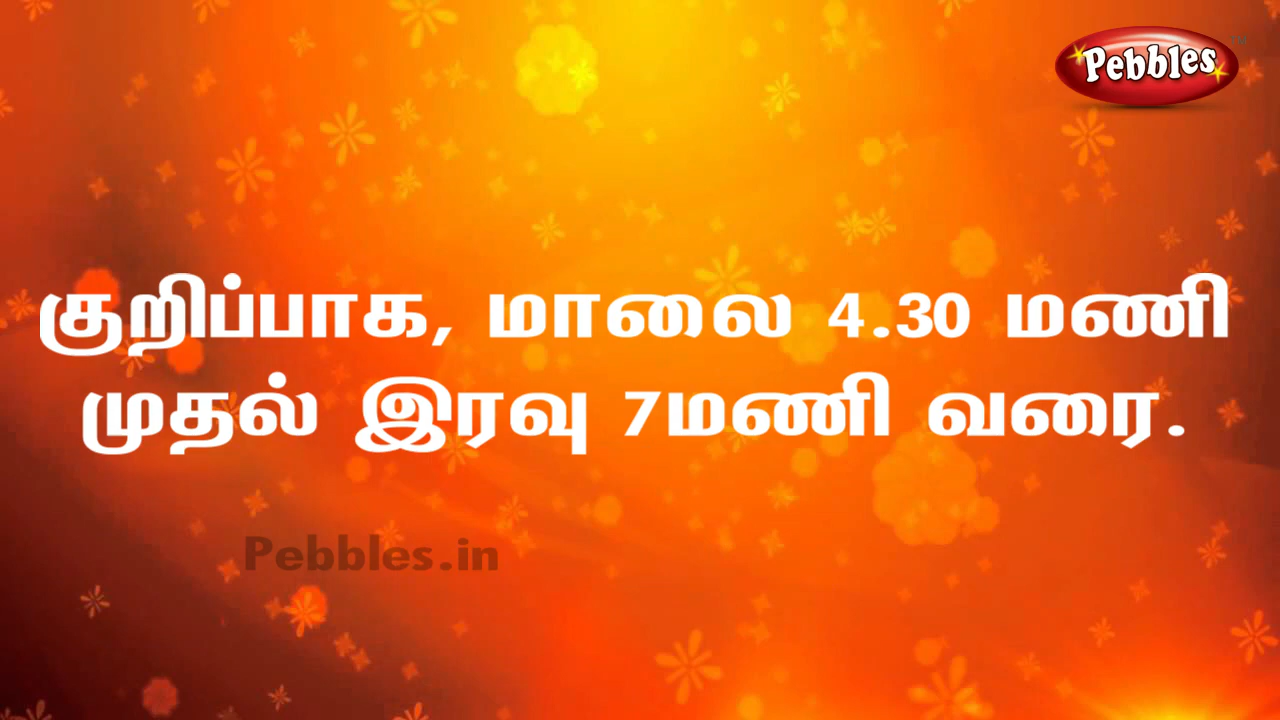 Pebbles
குறிப்பாக, மாலை 4.30 மணி
முதல் இரவு 7மணி வரை.
Pebbles.in